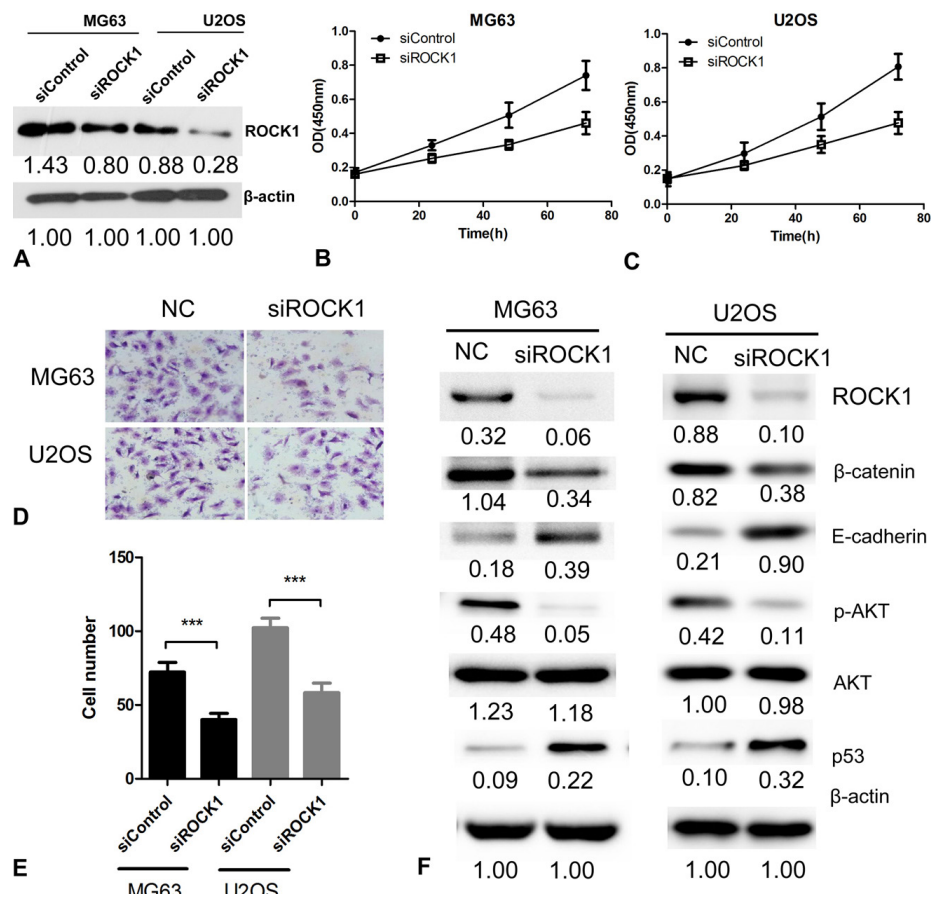 MG63 U2OS
siControl siROCK1 siControl siROCK1
ROCK1
1.43 0.80 0.88 0.28
β-actin
1.00 1.00 1.00 1.00
A
MG63
siControl
siROCK1
OD(450nm)
1.0
0.8
0.6
0.4
0.2
0.0
0 20 40 60 80
Time(h)
B
U2OS
siControl
siROCK1
OD(450nm)
1.0
0.8
0.6
0.4
0.2
0.0
0 20 40 60 80
Time(h)
C
NC siROCK1
MG63
U2OS
D
150
100
50
0
Cell number
*** ***
siControl siROCK1 siControl siROCK1
MG63 U2OS
E
MG63 U2OS
NC siROCK1 NC siROCK1
ROCK1
0.32 0.06 0.88 0.10
β-catenin
1.04 0.34 0.82 0.38
E-cadherin
0.18 0.39 0.21 0.90
p-AKT
0.48 0.05 0.42 0.11
AKT
1.23 1.18 1.00 0.98
p53
0.09 0.22 0.10 0.32
β-actin
1.00 1.00 1.00 1.00
F